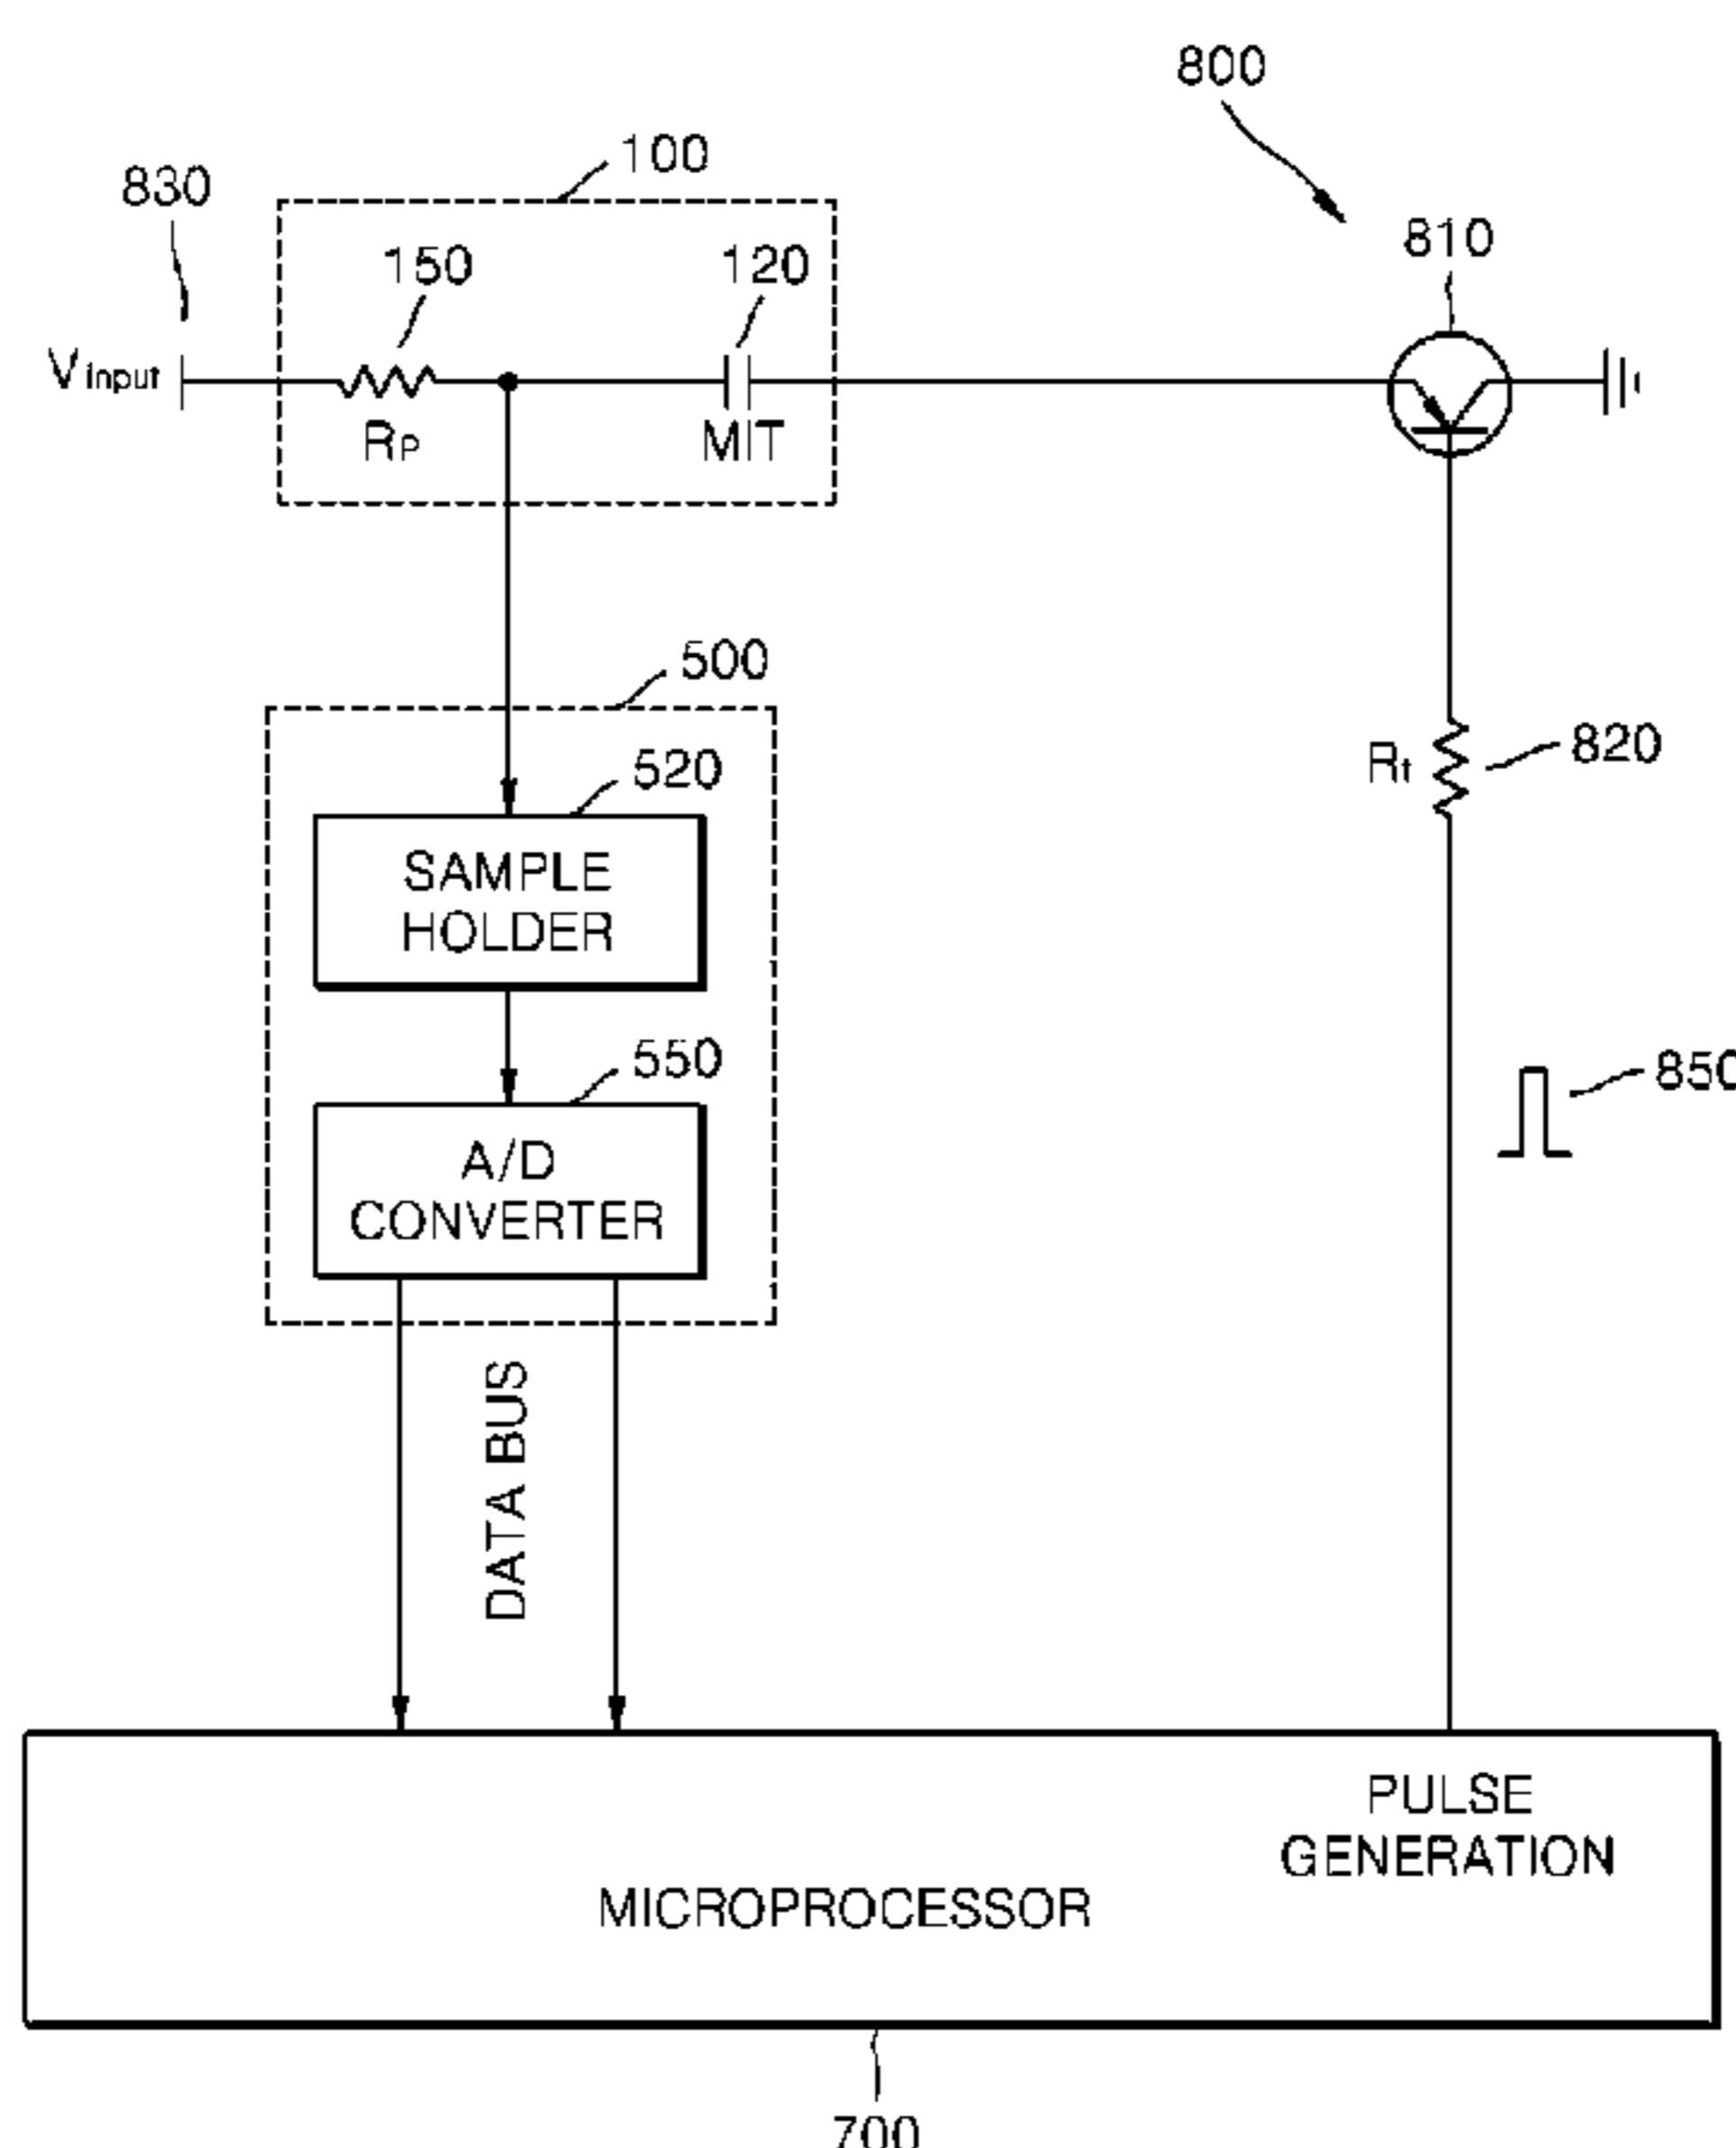 800
100
830
810
150
120
Vinput
RP
MIT
500
520
Rt
820
SAMPLE
HOLDER
550
850
A/D
CONVERTER
DATA BUS
PULSE
GENERATION
MICROPROCESSOR
700